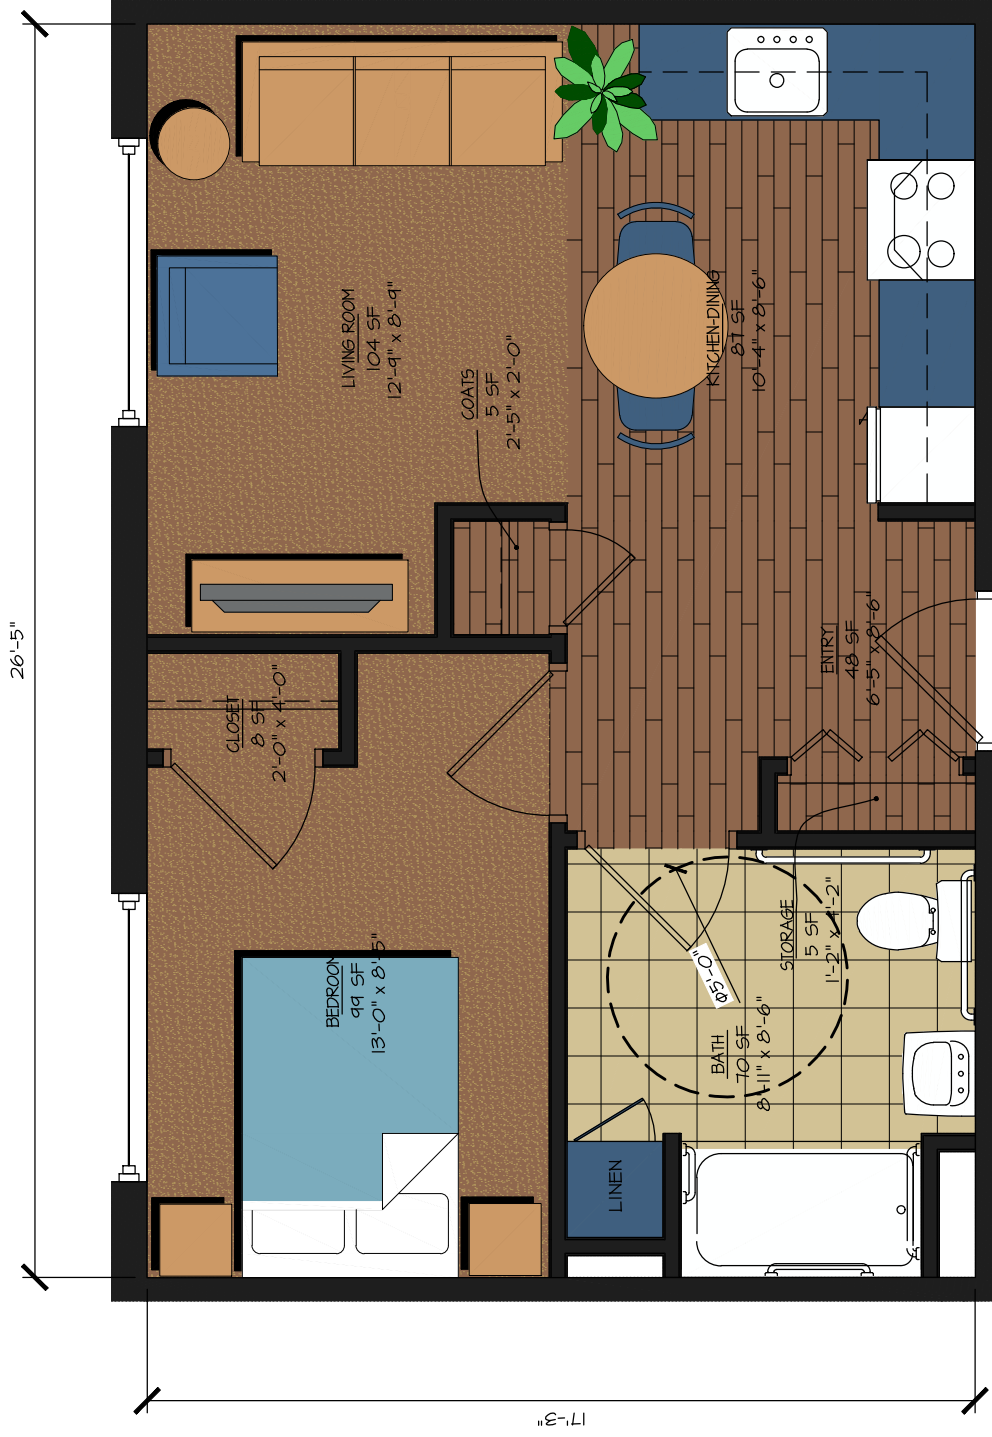 26'-5"
LIVING ROOM
104 SF
12'-9" x 8'-9"
COATS
5 SF
2'-5" x 2'-0"
KITCHEN-DINING
87 SF
10'-4" x 8'-6"
ENTRY
48 SF
6'-5" x 8'-6"
CLOSET
8 SF
2'-0" x 4'-0"
BEDROOM
99 SF
13'-0" x 8'-5"
STORAGE
5 SF
1'-2" x 4'-2"
Φ5'-0"
BATH
70 SF
8'-11" x 8'-6"
LINEN
17'-3"